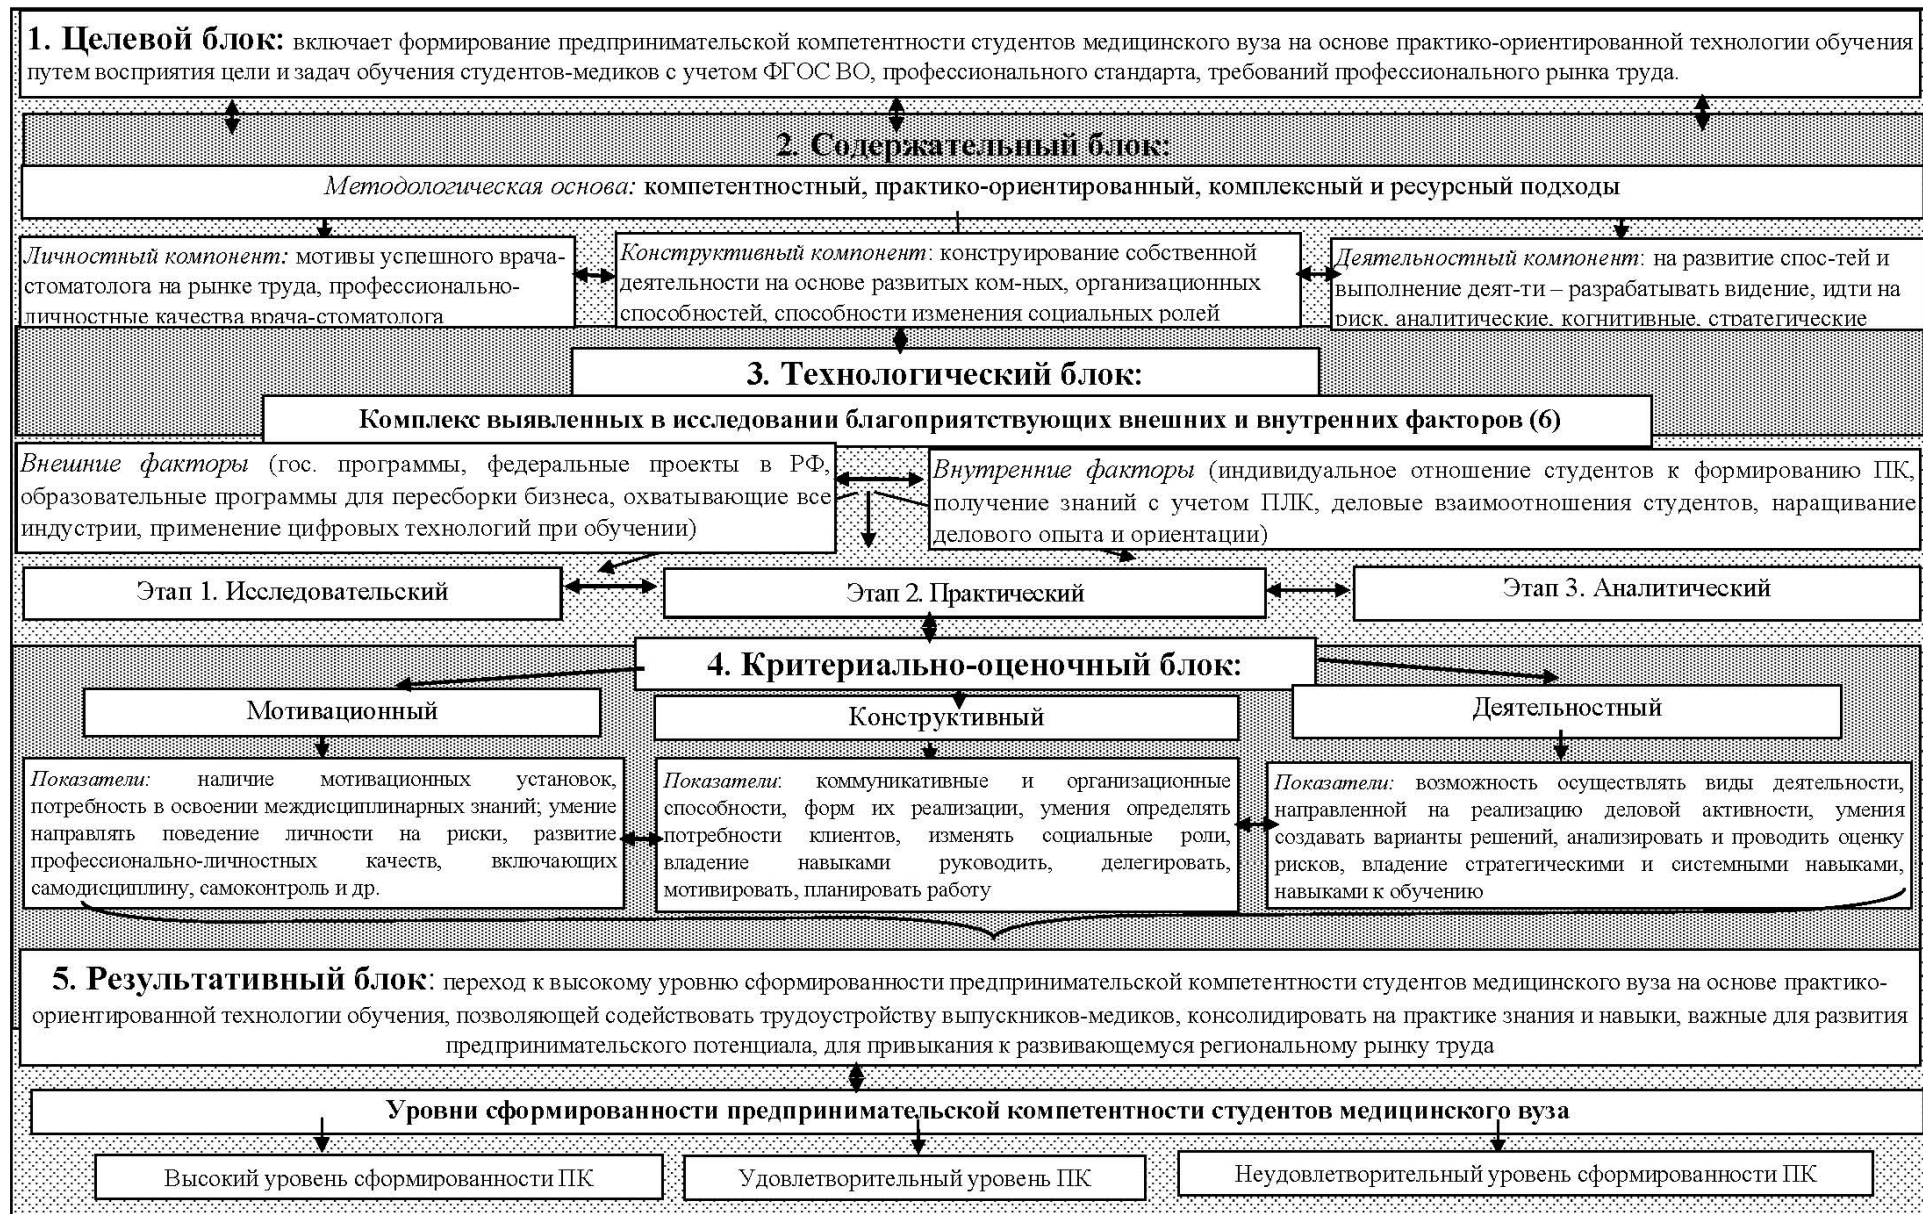 1. Целевой блок: включает формирование предпринимательской компетентности студентов медицинского вуза на основе практико-ориентированной технологии обучения
путем восприятия цели и задач обучения студентов-медиков с учетом ФГОС ВО, профессионального стандарта, требований профессионального рынка труда.
2. Содержательный блок:
Методологическая основа: компетентностный, практико-ориентированный, комплексный и ресурсный подходы
Личностный компонент: мотивы успешного врача-
стоматолога на рынке труда, профессионально-
личностные качества врача-стоматолога
Конструктивный компонент: конструирование собственной
деятельности на основе развитых ком-ных, организационных
способностей, способности изменения социальных ролей
Деятельностный компонент: на развитие спос-тей и
выполнение деят-ти – разрабатывать видение, идти на
риск, аналитические, когнитивные, стратегические
3. Технологический блок:
Комплекс выявленных в исследовании благоприятствующих внешних и внутренних факторов (6)
Внешние факторы (гос. программы, федеральные проекты в РФ,
образовательные программы для пересборки бизнеса, охватывающие все
индустрии, применение цифровых технологий при обучении)
Внутренние факторы (индивидуальное отношение студентов к формированию ПК,
получение знаний с учетом ПЛК, деловые взаимоотношения студентов, наращивание
делового опыта и ориентации)
Этап 1. Исследовательский
Этап 2. Практический
Этап 3. Аналитический
4. Критериально-оценочный блок:
Мотивационный
Конструктивный
Деятельностный
Показатели: наличие мотивационных установок,
потребность в освоении междисциплинарных знаний; умение
направлять поведение личности на риски, развитие
профессионально-личностных качеств, включающих
самодисциплину, самоконтроль и др.
Показатели: коммуникативные и организационные
способности, форм их реализации, умения определять
потребности клиентов, изменять социальные роли,
владение навыками руководить, делегировать,
мотивировать, планировать работу
Показатели: возможность осуществлять виды деятельности,
направленной на реализацию деловой активности, умения
создавать варианты решений, анализировать и проводить оценку
рисков, владение стратегическими и системными навыками,
навыками к обучению
5. Результативный блок: переход к высокому уровню сформированности предпринимательской компетентности студентов медицинского вуза на основе практико-
ориентированной технологии обучения, позволяющей содействовать трудоустройству выпускников-медиков, консолидировать на практике знания и навыки, важные для развития
предпринимательского потенциала, для привыкания к развивающемуся региональному рынку труда
Уровни сформированности предпринимательской компетентности студентов медицинского вуза
Высокий уровень сформированности ПК
Удовлетворительный уровень ПК
Неудовлетворительный уровень сформированности ПК